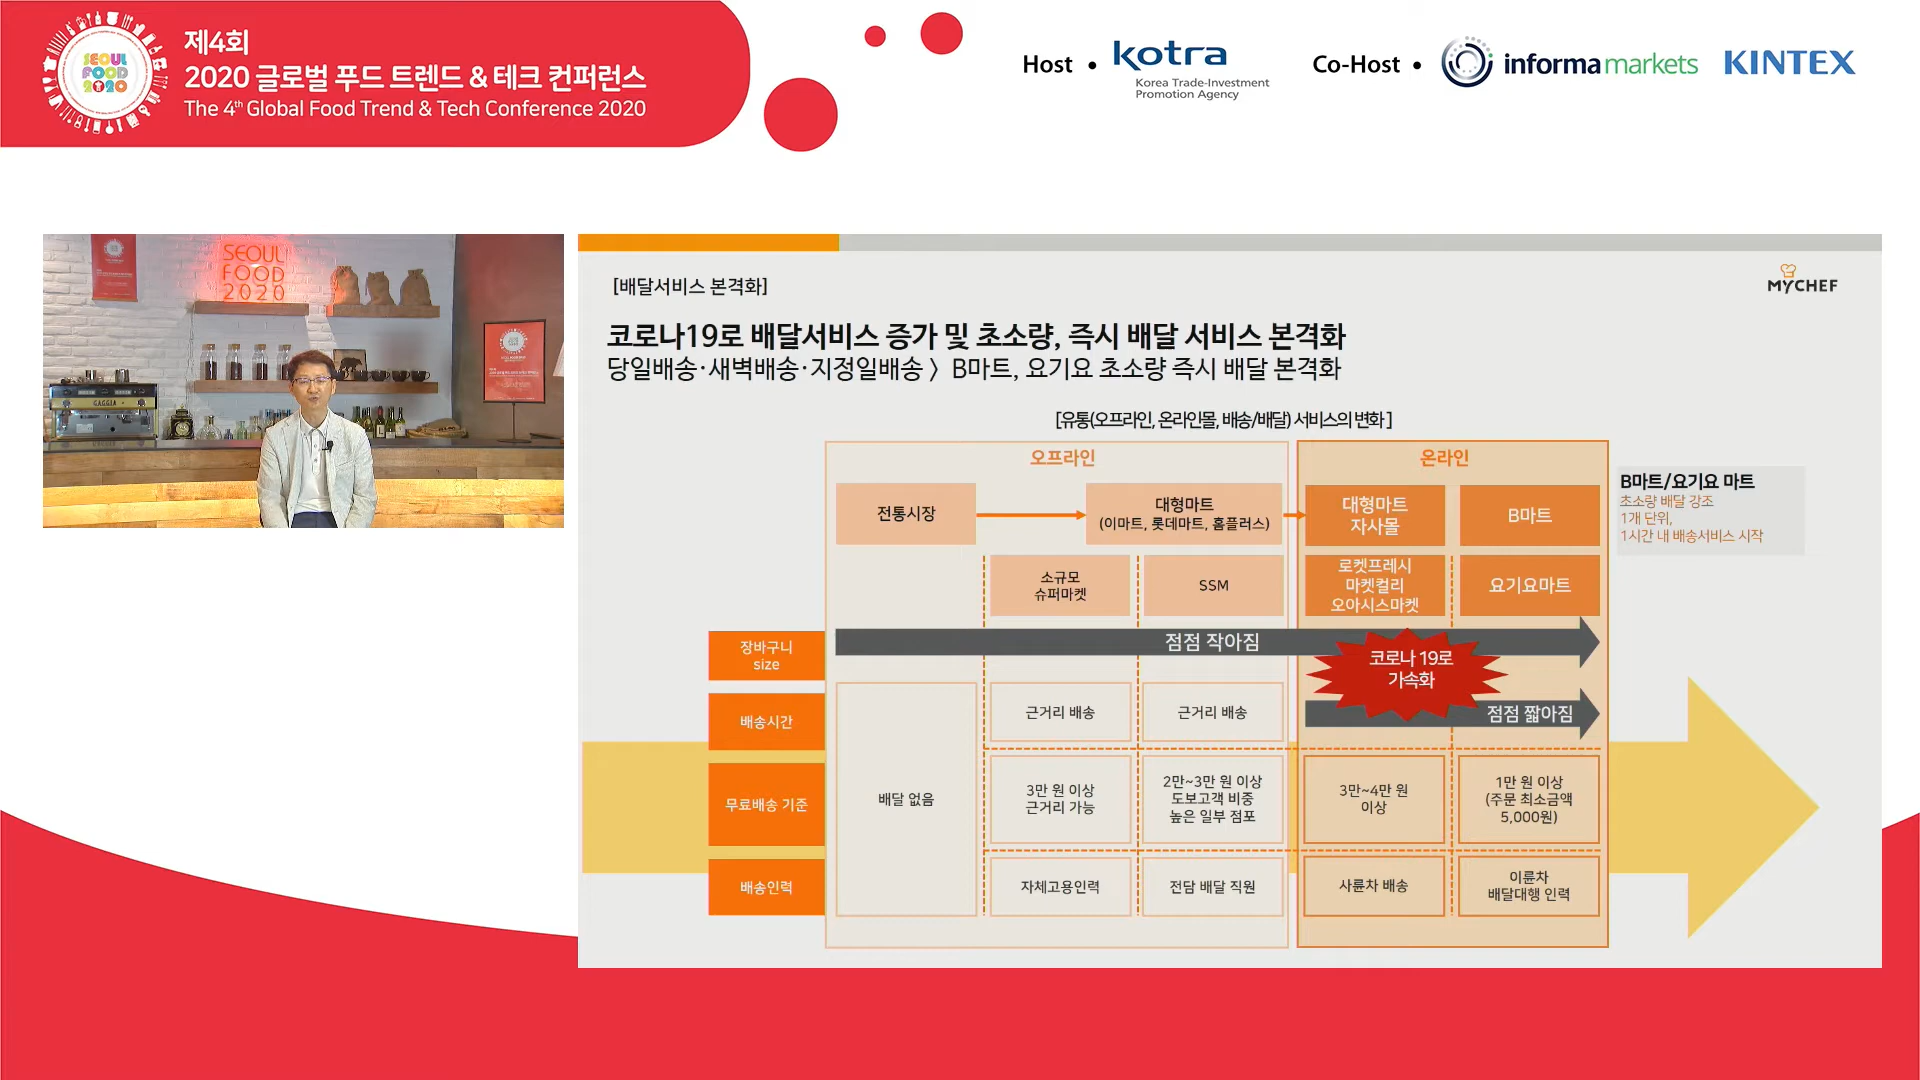 SEOUL
FOOD
2020
제4회
2020 글로벌 푸드 트렌드 & 테크 컨퍼런스
The 4th Global Food Trend & Tech Conference 2020
Host • kotra
Korea Trade-Investment
Promotion Agency
Co-Host • informa markets KINTEX
SEOUL
FOOD
2020
GAGGIA
[배달서비스 본격화]
MYCHEF
코로나19로 배달서비스 증가 및 초소량, 즉시 배달 서비스 본격화
당일배송·새벽배송·지정일배송 〉 B마트, 요기요 초소량 즉시 배달 본격화
[유통(오프라인, 온라인몰, 배송/배달) 서비스의 변화]
오프라인
온라인
전통시장
대형마트
(이마트, 롯데마트, 홈플러스)
대형마트
자사몰
B마트
B마트/요기요 마트
초소량 배달 강조
1개 단위,
1시간 내 배송서비스 시작
소규모
슈퍼마켓
SSM
로켓프레시
마켓컬리
오아시스마켓
요기요마트
장바구니
size
점점 작아짐
코로나 19로
가속화
배송시간
근거리 배송
근거리 배송
점점 짧아짐
무료배송 기준
배달 없음
3만 원 이상
근거리 가능
2만~3만 원 이상
도보고객 비중
높은 일부 점포
3만~4만 원
이상
1만 원 이상
(주문 최소금액
5,000원)
배송인력
자체고용인력
전담 배달 직원
사륜차 배송
이륜차
배달대행 인력